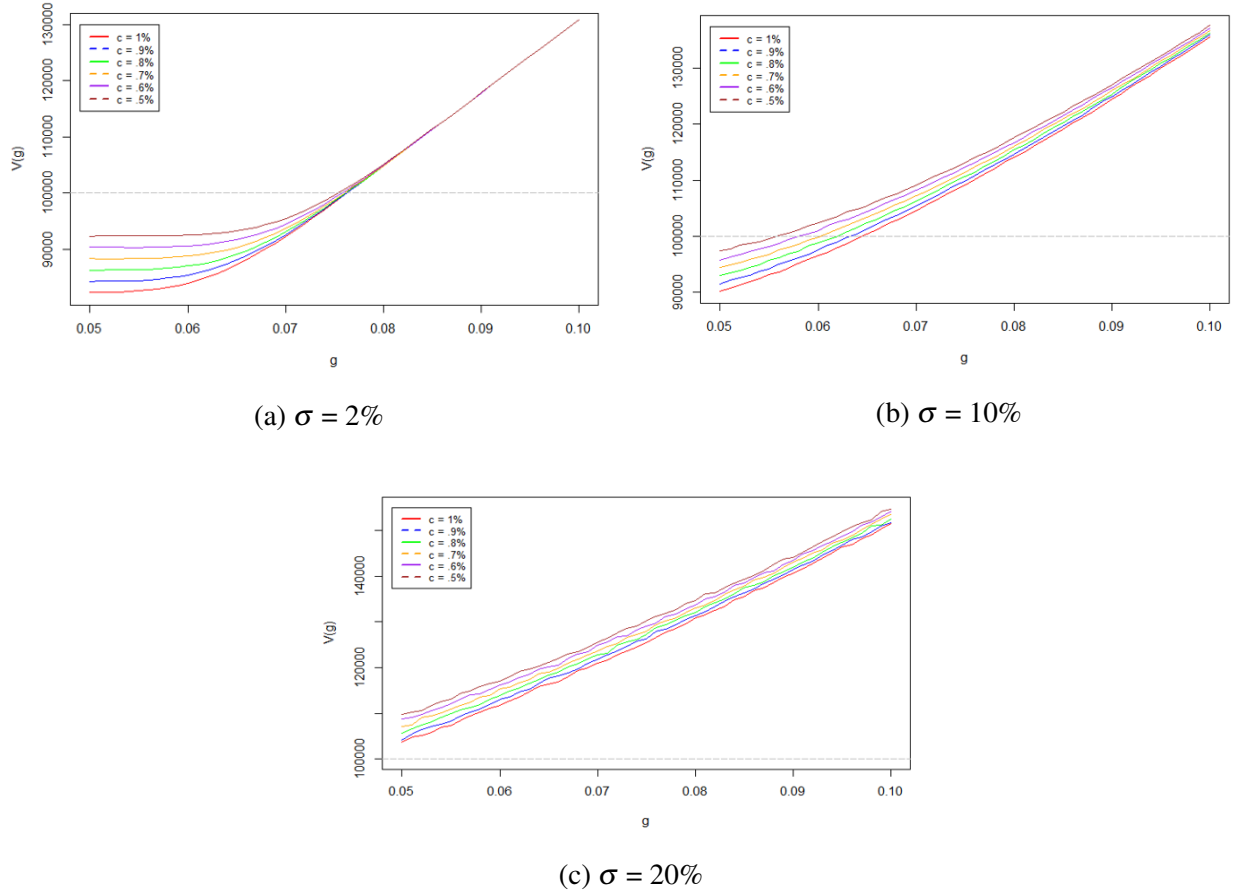 130000
120000
110000
100000
90000
V(g)
c = 1%
c = .9%
c = .8%
c = .7%
c = .6%
c = .5%
0.05 0.06 0.07 0.08 0.09 0.10
g
(a) σ = 2%
130000
120000
110000
100000
90000
V(g)
c = 1%
c = .9%
c = .8%
c = .7%
c = .6%
c = .5%
0.05 0.06 0.07 0.08 0.09 0.10
g
(b) σ = 10%
140000
120000
100000
V(g)
c = 1%
c = .9%
c = .8%
c = .7%
c = .6%
c = .5%
0.05 0.06 0.07 0.08 0.09 0.10
g
(c) σ = 20%